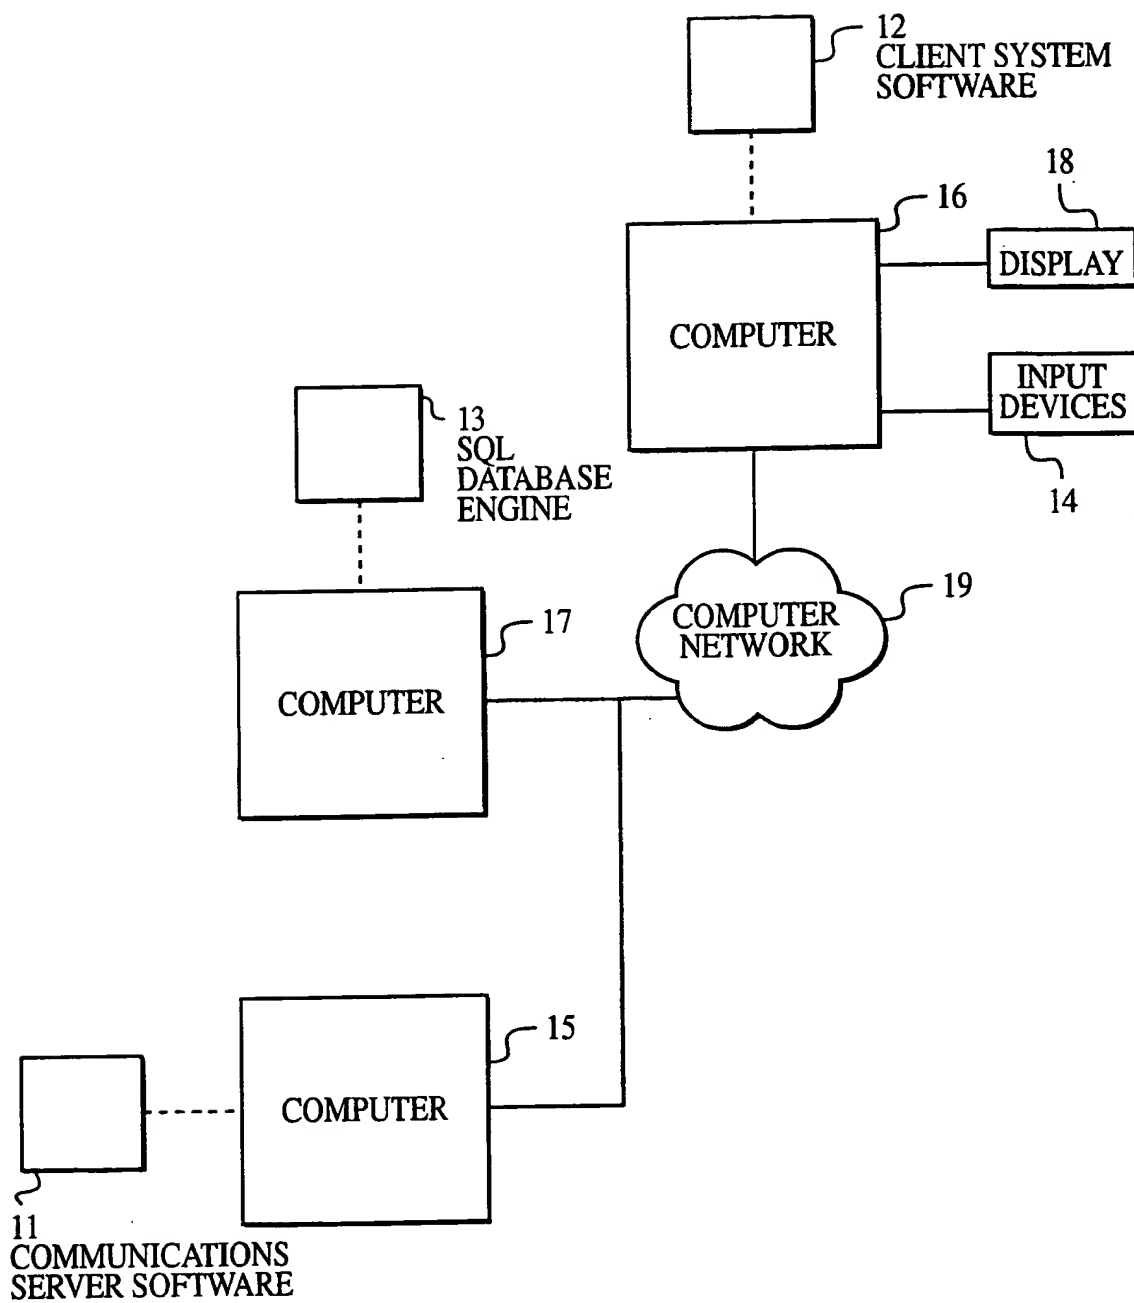 12
CLIENT SYSTEM
SOFTWARE
18
16
DISPLAY
COMPUTER
INPUT
DEVICES
14
13
SQL
DATABASE
ENGINE
19
COMPUTER
NETWORK
17
COMPUTER
15
COMPUTER
11
COMMUNICATIONS
SERVER SOFTWARE